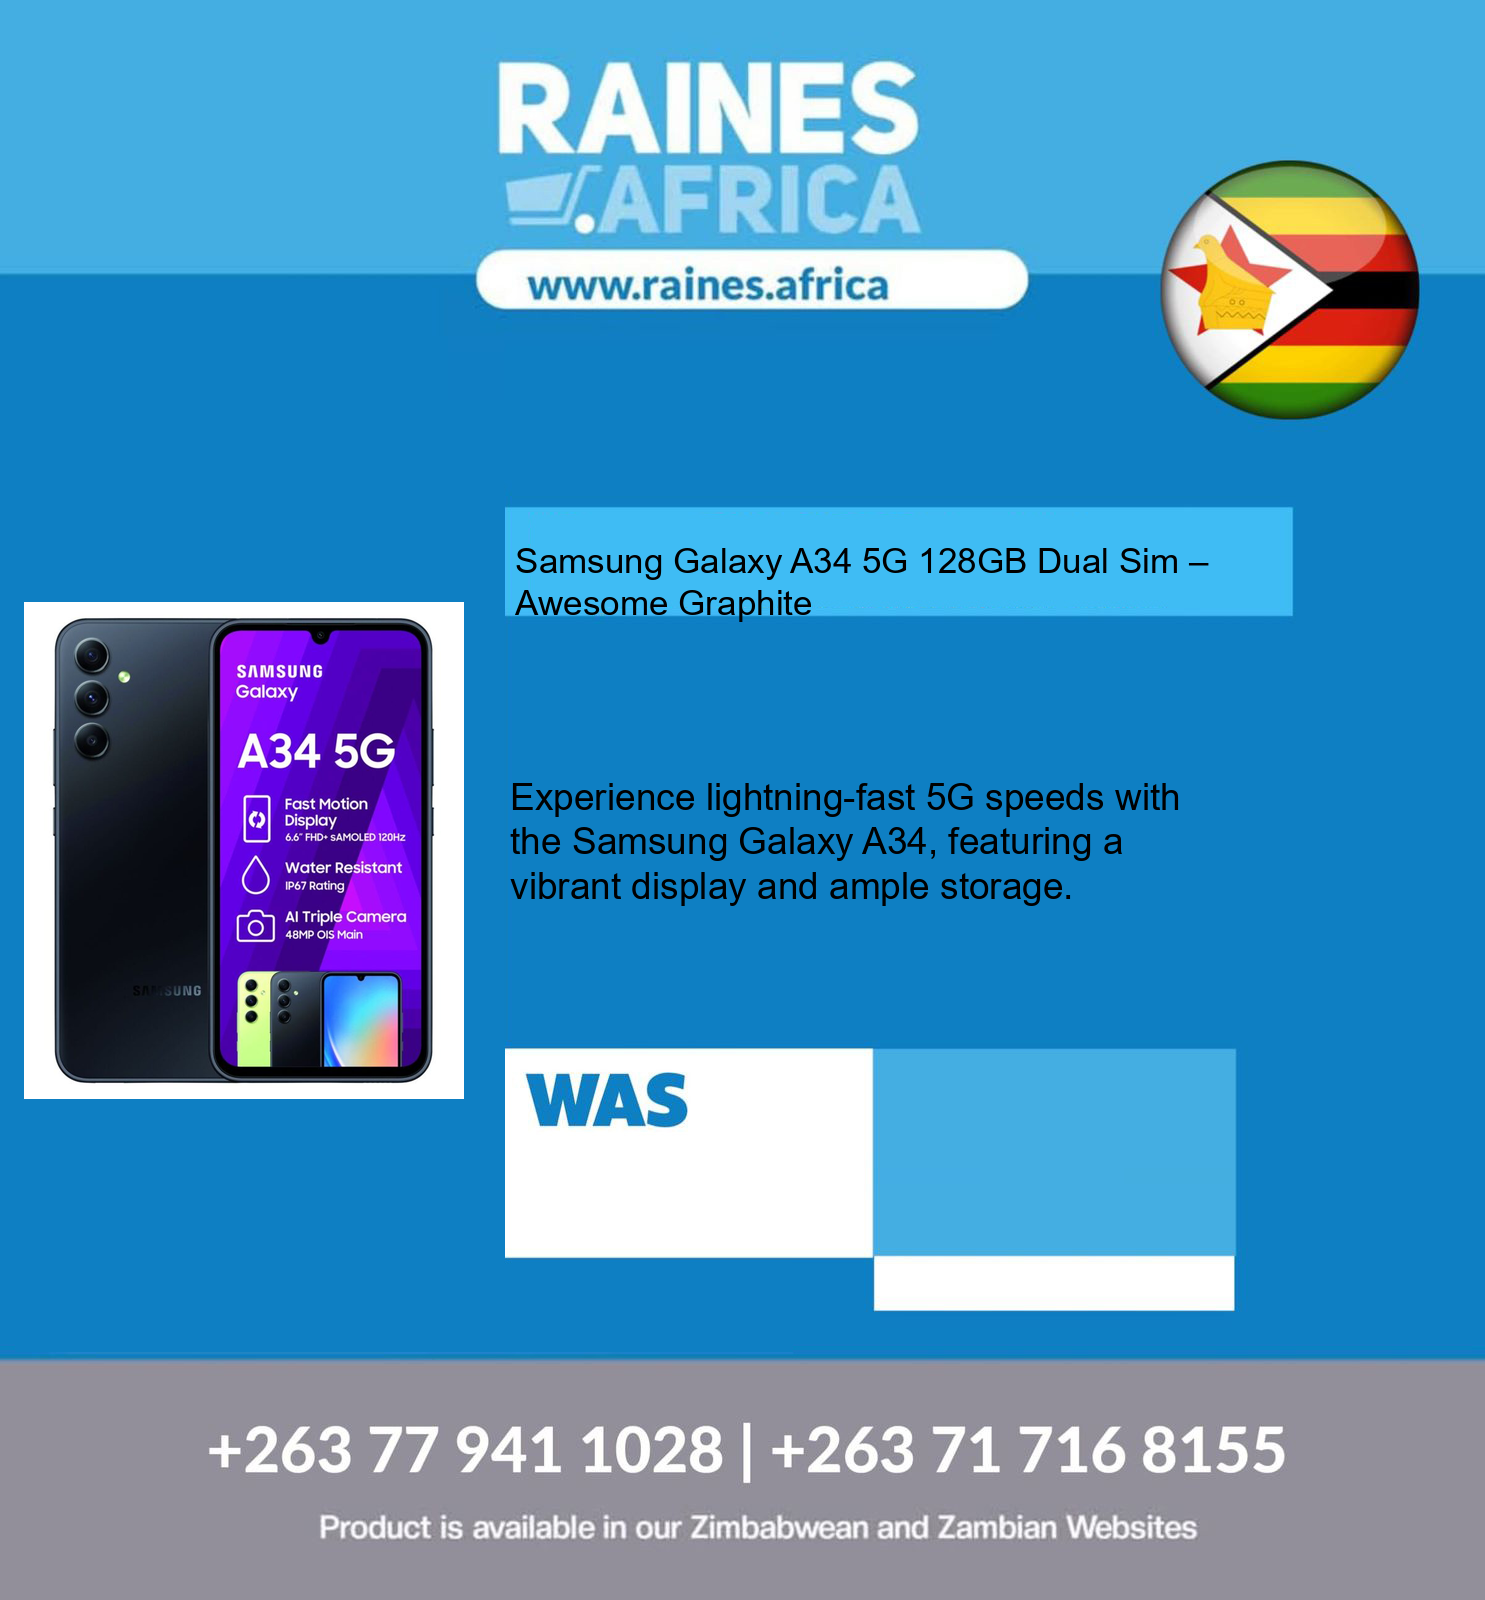 RAINES
.AFRICA
www.raines.africa
Samsung Galaxy A34 5G 128GB Dual Sim –
Awesome Graphite
SAMSUNG
Galaxy
A34 5G
Fast Motion
Display
6.6" FHD+ sAMOLED 120Hz
Water Resistant
IP67 Rating
AI Triple Camera
48MP OIS Main
SAMSUNG
Experience lightning-fast 5G speeds with
the Samsung Galaxy A34, featuring a
vibrant display and ample storage.
WAS
+263 77 941 1028 | +263 71 716 8155
Product is available in our Zimbabwean and Zambian Websites